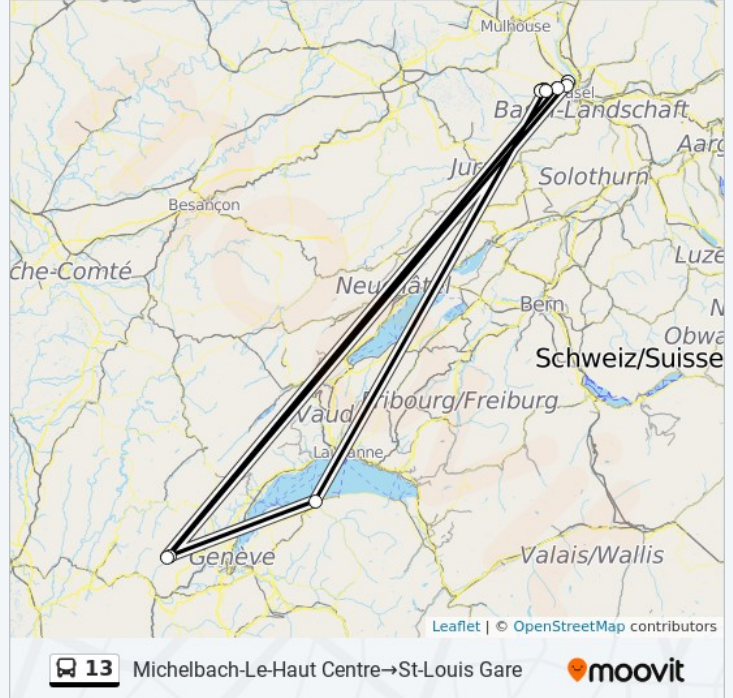 Mulhouse
Basel
Basel-Landschaft
Aarg
Jura
Solothurn
Besançon
Luze
che-Comté
Neuchâtel
Bern
N
Obwa
Schweiz/Suisse
Fribourg/Freiburg
Vaud
Lausanne
Genève
Valais/Wallis
Leaflet | © OpenStreetMap contributors
13 Michelbach-Le-Haut Centre→St-Louis Gare moovit